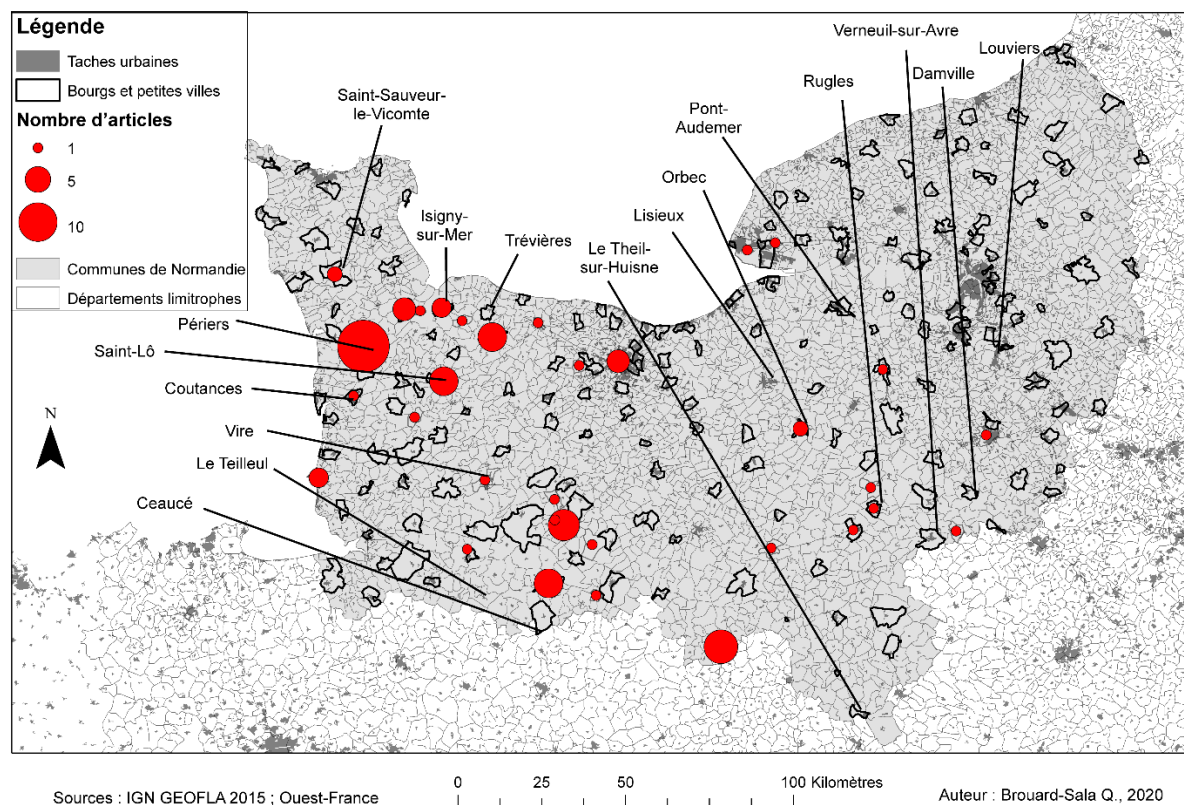 Légende
Taches urbaines
Bourgs et petites villes
Nombre d'articles
1
5
10
Communes de Normandie
Départements limitrophes
Saint-Sauveur-
le-Vicomte
Isigny-
sur-Mer
Trévières
Périers
Saint-Lô
Coutances
Vire
Le Teilleul
Ceaucé
Le Theil-
sur-Huisne
Lisieux
Orbec
Pont-
Audemer
Rugles
Verneuil-sur-Avre
Damville
Louviers
N
0 25 50 100 Kilomètres
Sources : IGN GEOFLA 2015 ; Ouest-France
Auteur : Brouard-Sala Q., 2020